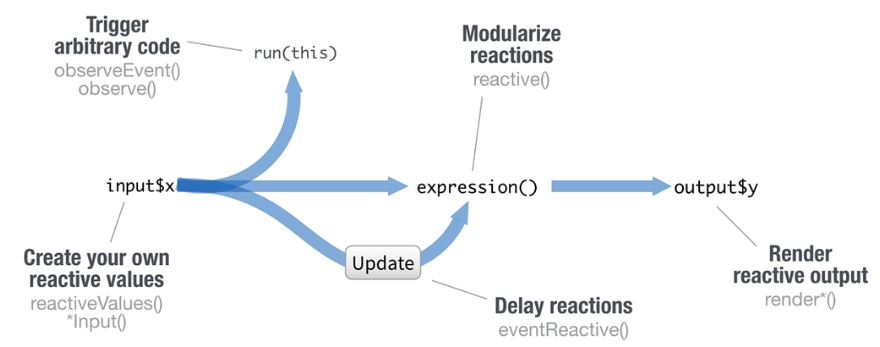 Trigger
arbitrary code
observeEvent()
observe()
run(this)
Modularize
reactions
reactive()
input$x
expression()
output$y
Create your own
reactive values
reactiveValues()
*Input()
Update
Delay reactions
eventReactive()
Render
reactive output
render*()